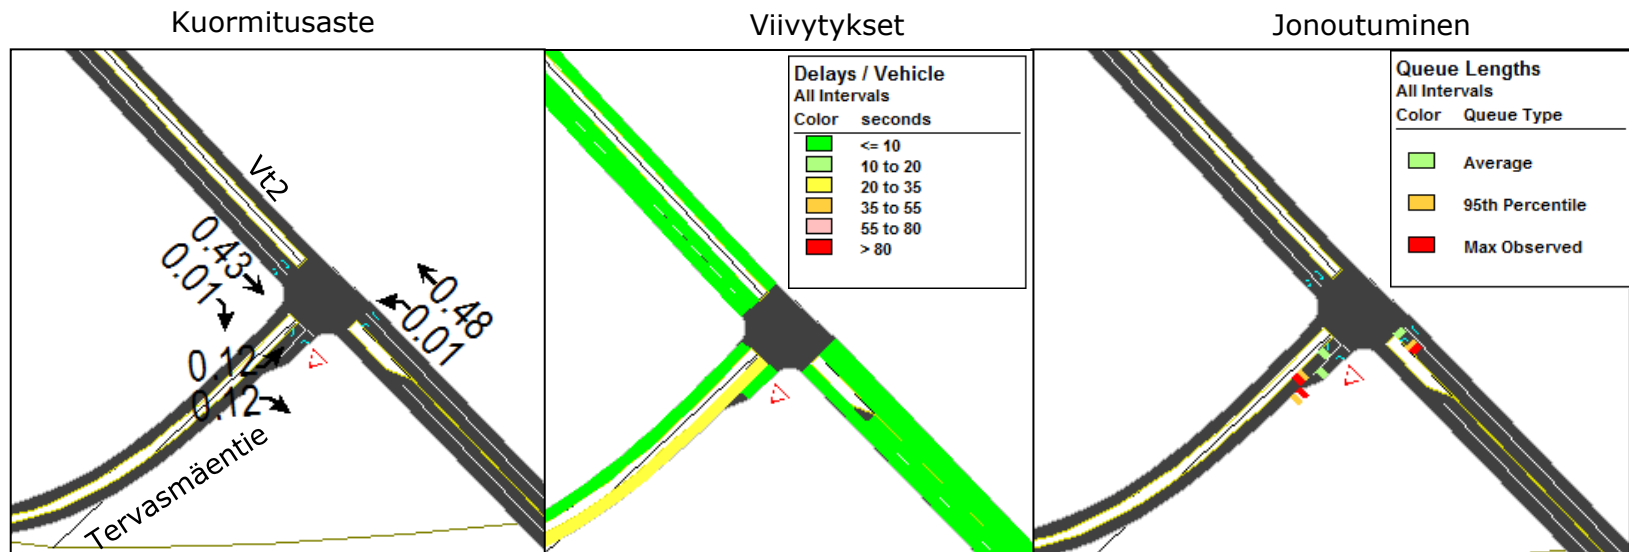 Kuormitusaste
Viivytykset
Jonoutuminen
Vt2
0.43
0.01
0.48
0.01
0.12
0.12
Tervasmäentie
Delays / Vehicle
All Intervals
Color seconds
<= 10
10 to 20
20 to 35
35 to 55
55 to 80
> 80
Queue Lengths
All Intervals
Color Queue Type
Average
95th Percentile
Max Observed